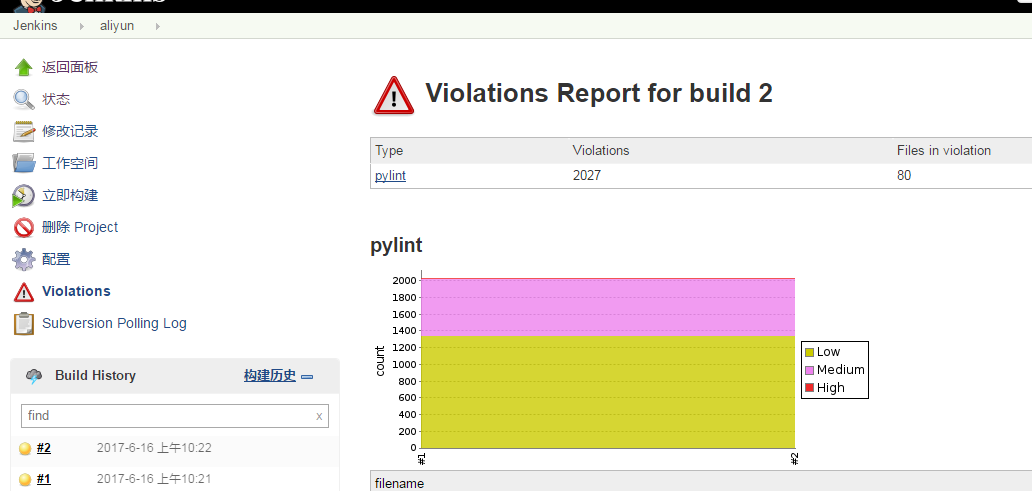 Jenkins
Jenkins aliyun
返回面板
状态
修改记录
工作空间
立即构建
删除 Project
配置
Violations
Subversion Polling Log
Build History 构建历史
find x
#2 2017-6-16 上午10:22
#1 2017-6-16 上午10:21
Violations Report for build 2
Type Violations Files in violation
pylint 2027 80
pylint
2000
1800
1600
1400
1200
1000
800
600
400
200
0
count
#1 #2
Low
Medium
High
filename